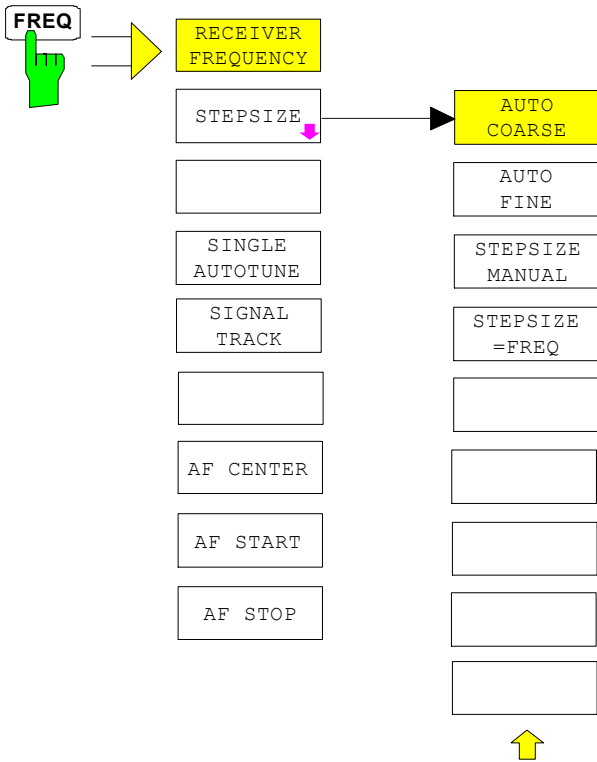 FREQ
RECEIVER
FREQUENCY
STEPSIZE
SINGLE
AUTOTUNE
SIGNAL
TRACK
AF CENTER
AF START
AF STOP
AUTO
COARSE
AUTO
FINE
STEPSIZE
MANUAL
STEPSIZE
=FREQ